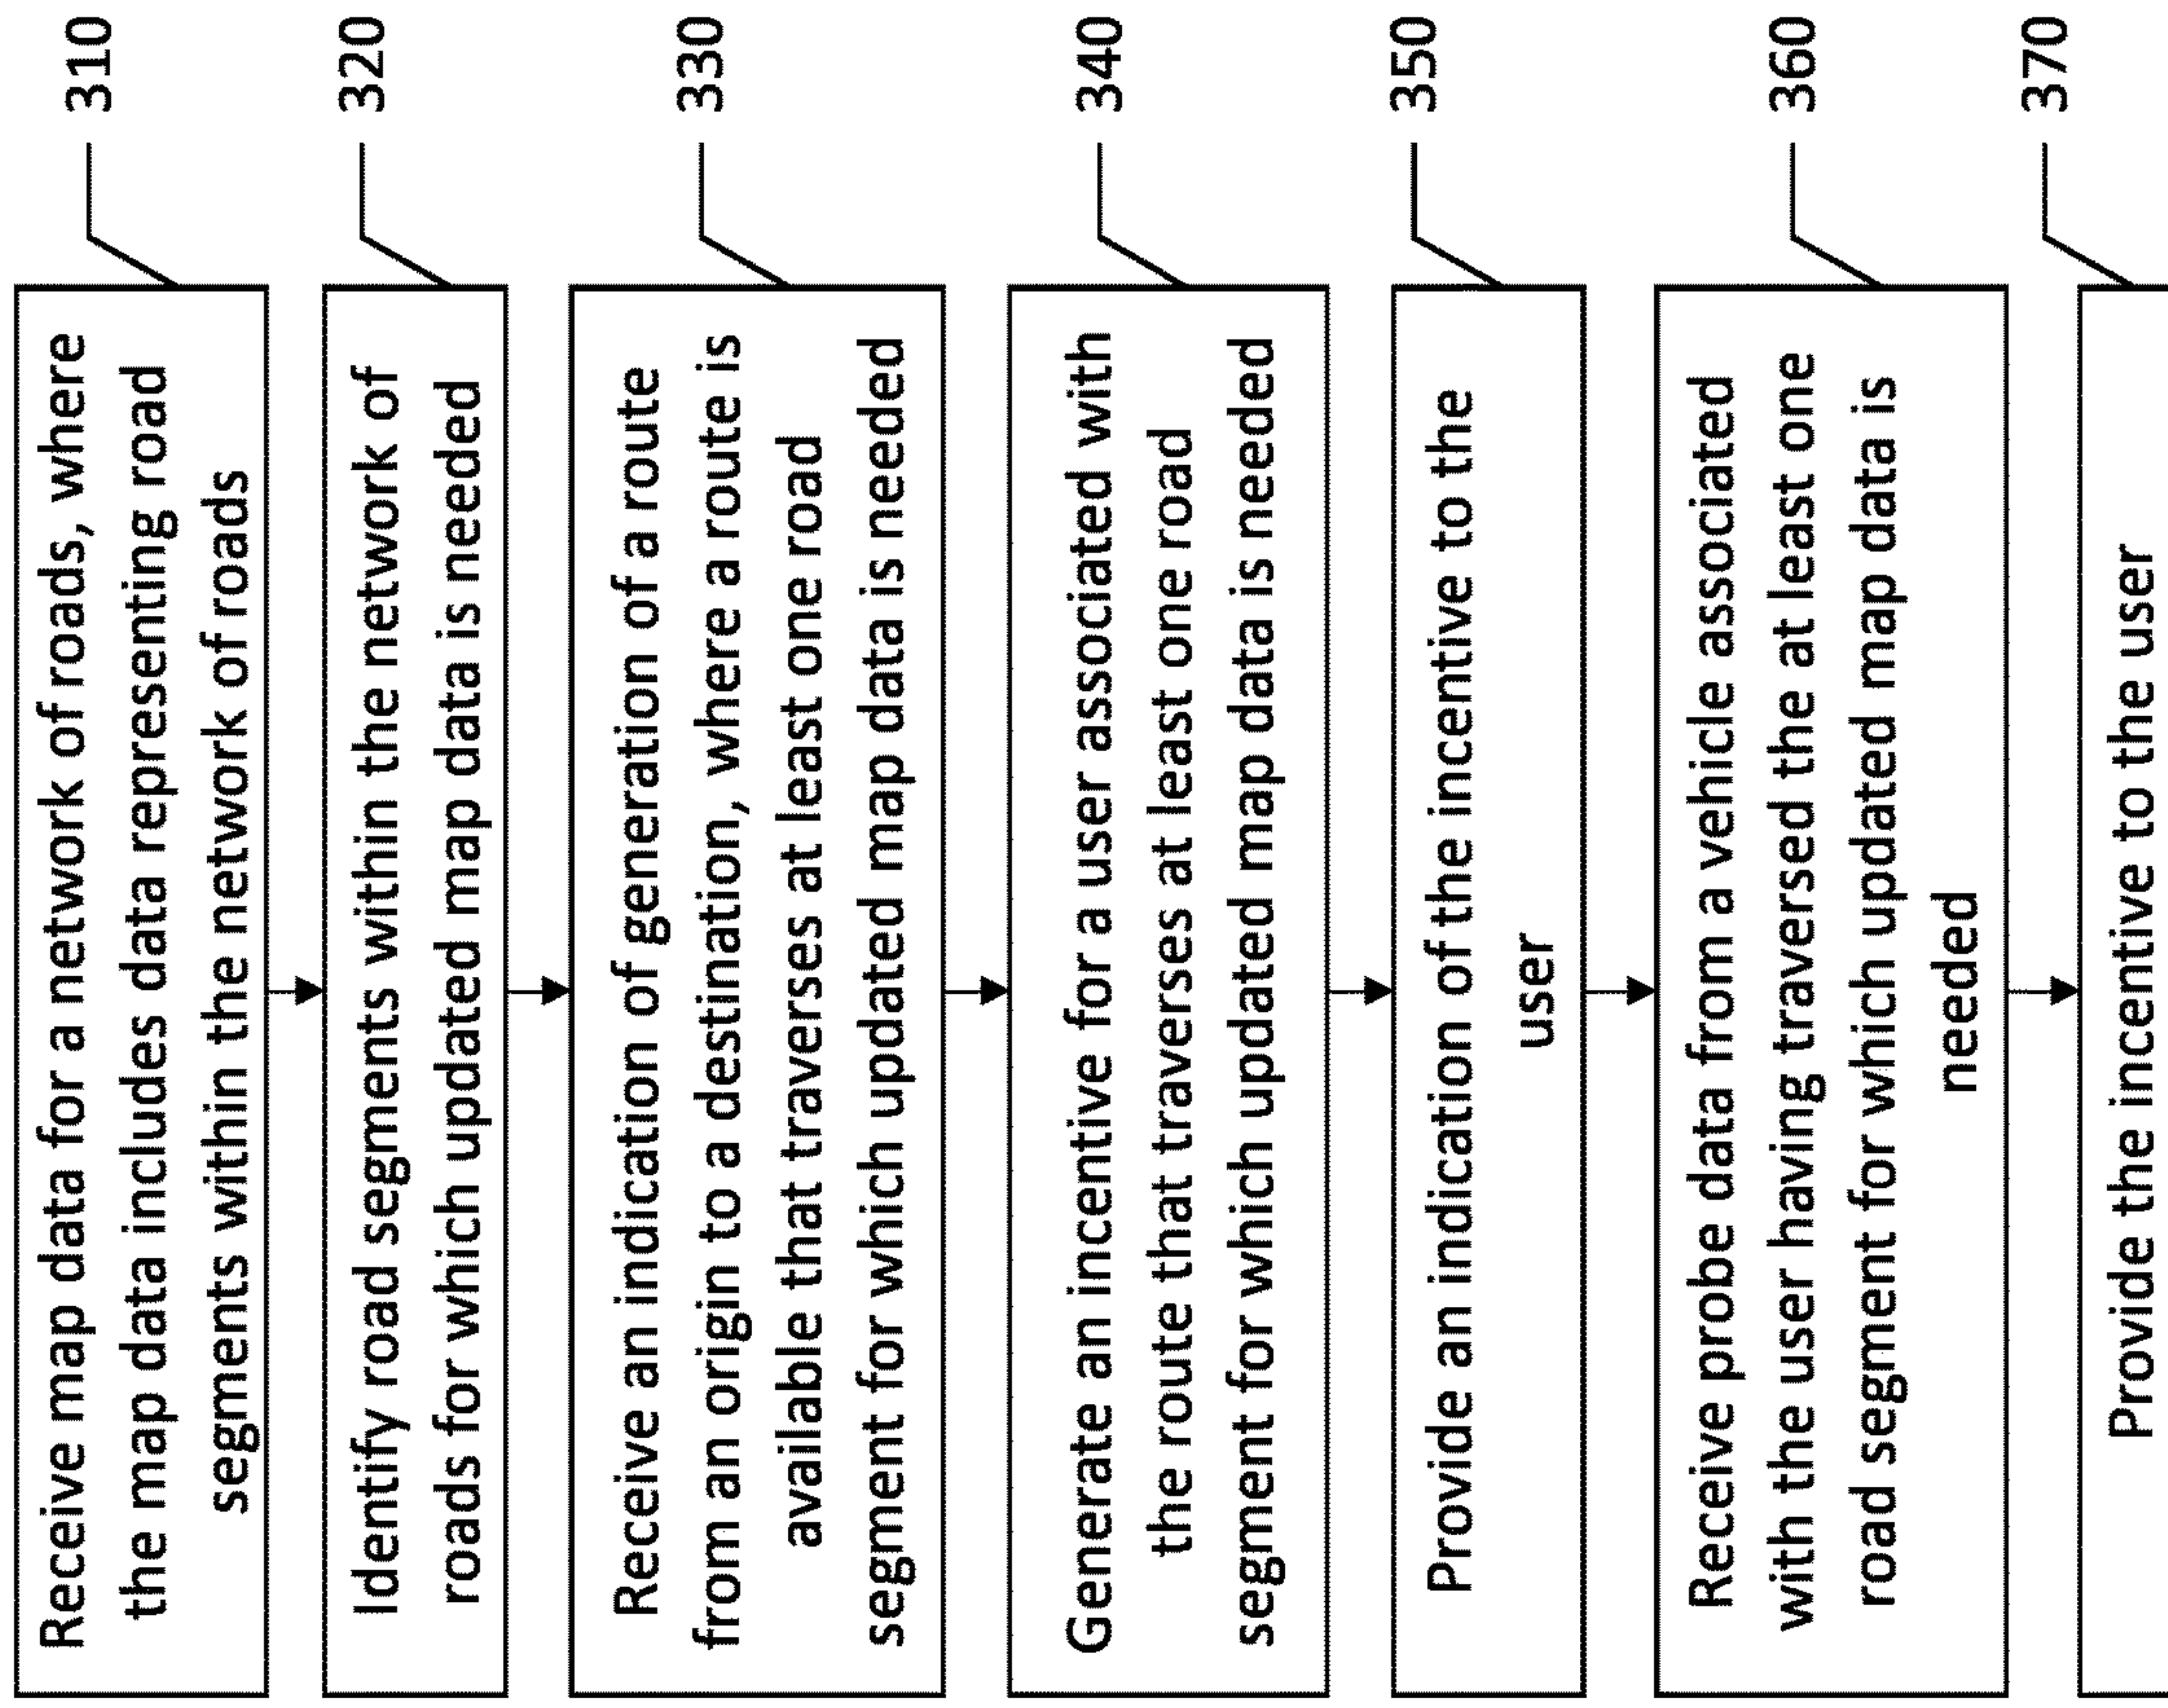 Receive map data for a network of roads, where
the map data includes data representing road
segments within the network of roads
310
Identify road segments within the network of
roads for which updated map data is needed
320
Receive an indication of generation of a route
from an origin to a destination, where a route is
available that traverses at least one road
segment for which updated map data is needed
330
Generate an incentive for a user associated with
the route that traverses at least one road
segment for which updated map data is needed
340
Provide an indication of the incentive to the
user
350
Receive probe data from a vehicle associated
with the user having traversed the at least one
road segment for which updated map data is
needed
360
Provide the incentive to the user
370